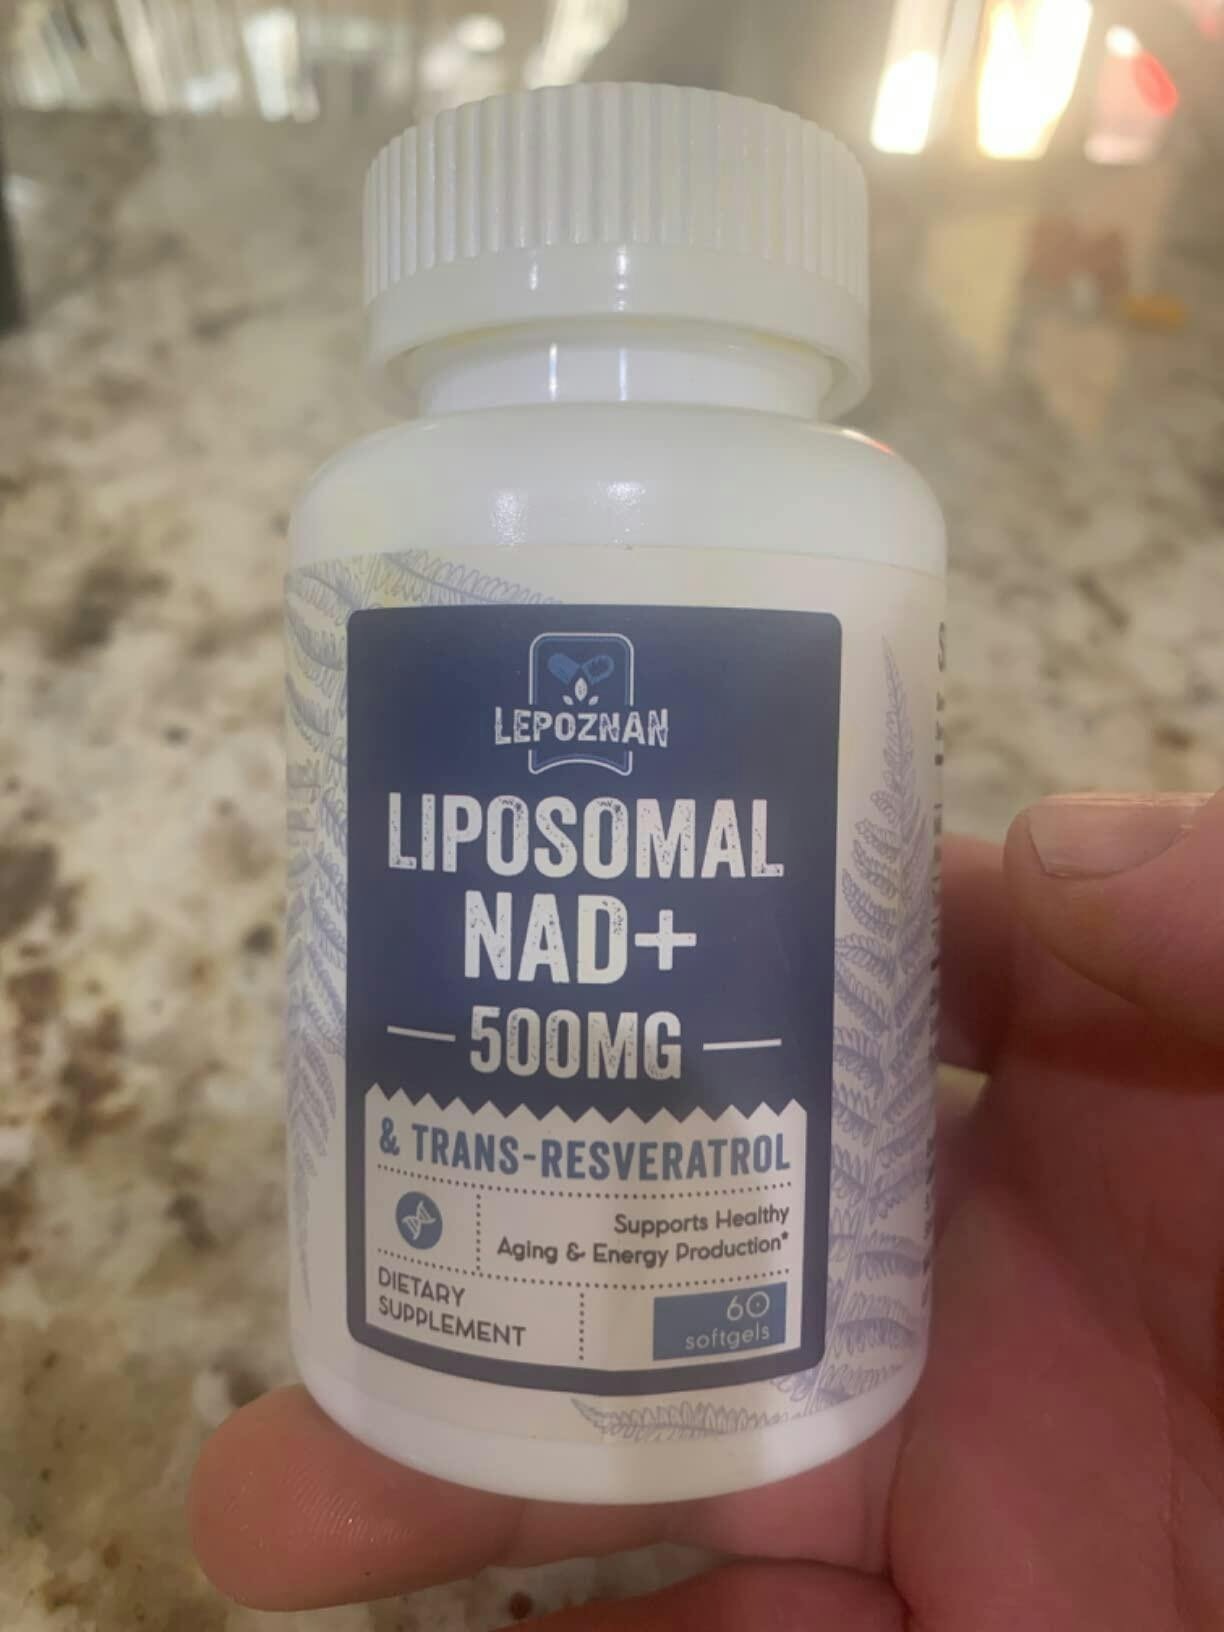 LEPOZNAN
LIPOSOMAL
NAD+
500MG
& TRANS-RESVERATROL
Supports Healthy
Aging & Energy Production*
DIETARY
SUPPLEMENT
60
softgels